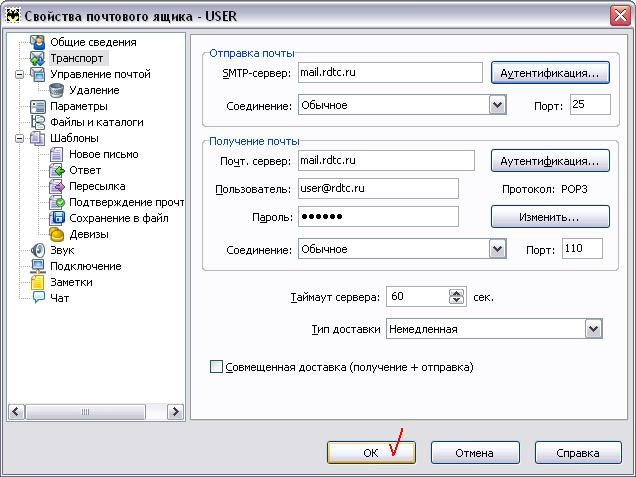 Свойства почтового ящика - USER
Общие сведения
Транспорт
Управление почтой
Удаление
Параметры
Файлы и каталоги
Шаблоны
Новое письмо
Ответ
Пересылка
Подтверждение прочт
Сохранение в файл
Девизы
Звук
Подключение
Заметки
Чат
Отправка почты
SMTP-сервер: mail.rdtc.ru Аутентификация...
Соединение: Обычное Порт: 25
Получение почты
Почт. сервер: mail.rdtc.ru Аутентификация...
Пользователь: user@rdtc.ru Протокол: POP3
Пароль: ●●●●●● Изменить...
Соединение: Обычное Порт: 110
Таймаут сервера: 60 сек.
Тип доставки Немедленная
Совмещенная доставка (получение + отправка)
OK Отмена Справка